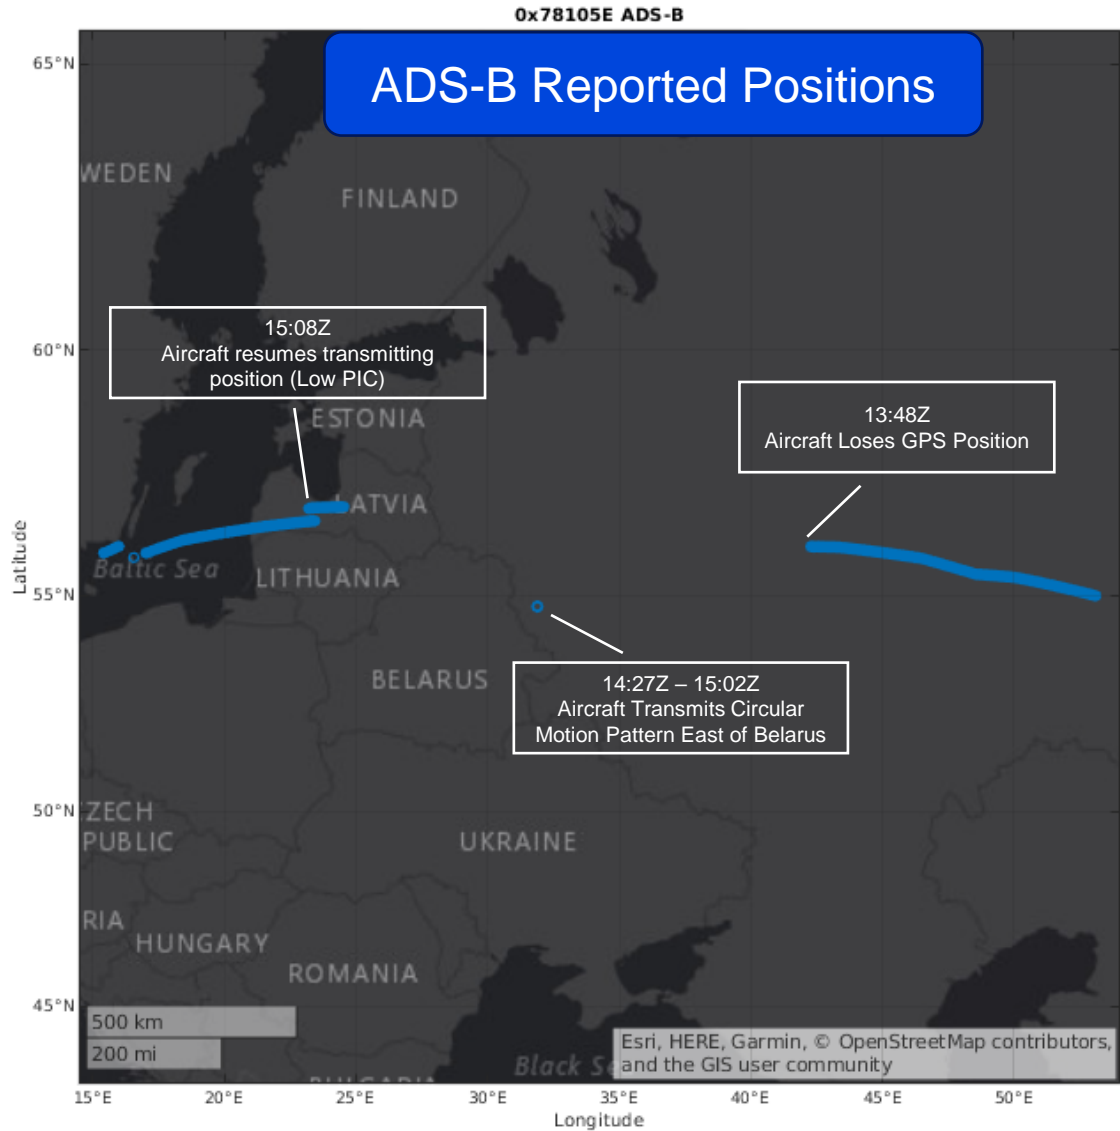 0x78105E ADS-B
ADS-B Reported Positions
65°N
60°N
55°N
50°N
45°N
Latitude
WEDEN
FINLAND
15:08Z
Aircraft resumes transmitting
position (Low PIC)
ESTONIA
13:48Z
Aircraft Loses GPS Position
LATVIA
Baltic Sea
LITHUANIA
BELARUS
14:27Z – 15:02Z
Aircraft Transmits Circular
Motion Pattern East of Belarus
ZECH
PUBLIC
UKRAINE
RIA
HUNGARY
ROMANIA
500 km
200 mi
Black Se
Esri, HERE, Garmin, © OpenStreetMap contributors,
and the GIS user community
15°E
20°E
25°E
30°E
35°E
40°E
45°E
50°E
Longitude